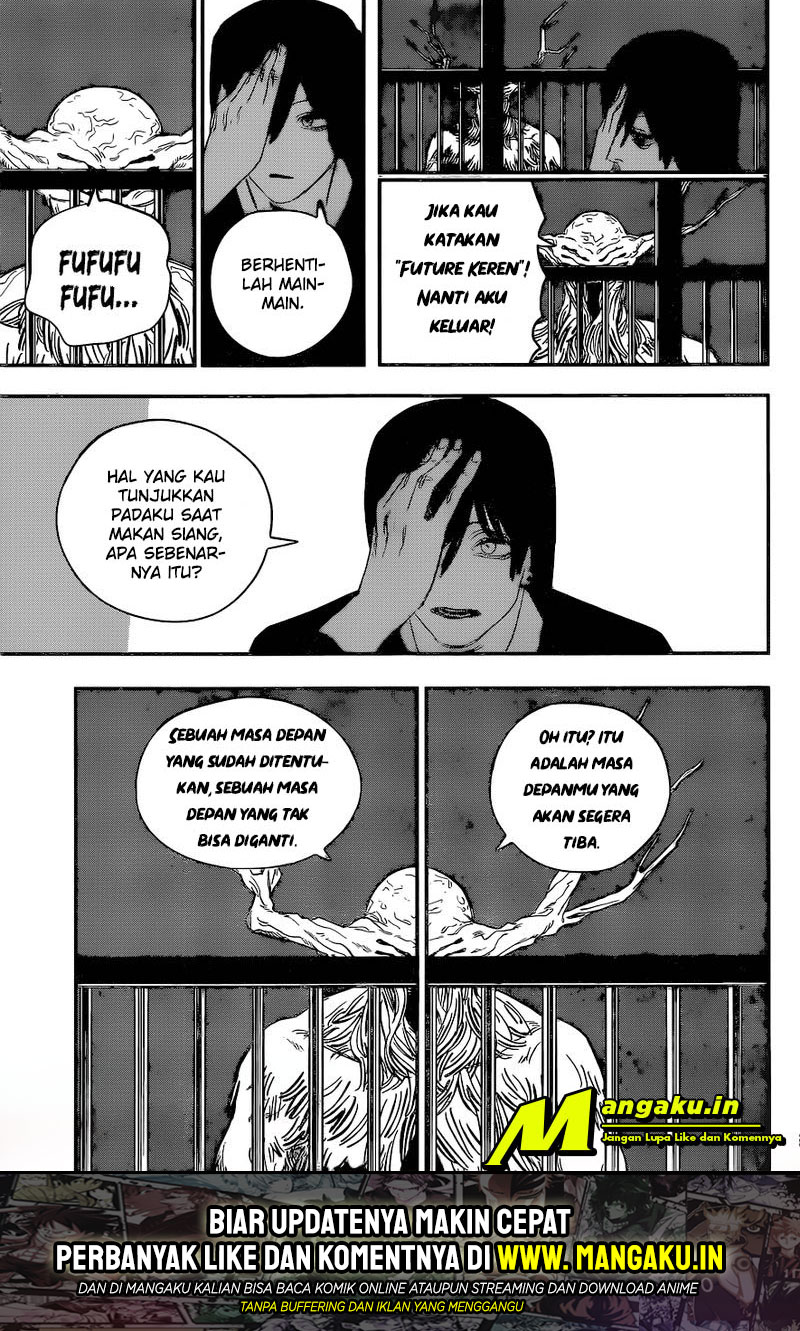 JIKA KAU
KATAKAN
"FUTURE KEREN"!
NANTI AKU
KELUAR!
BERHENTI-
LAH MAIN-
MAIN.
FUFUFU
FUFU...
HAL YANG KAU
TUNJUKKAN
PADAKU SAAT
MAKAN SIANG,
APA SEBENAR-
NYA ITU?
OH ITU? ITU
ADALAH MASA
DEPANMU YANG
AKAN SEGERA
TIBA.
SEBUAH MASA DEPAN
YANG SUDAH DITENTU-
KAN, SEBUAH MASA
DEPAN YANG TAK
BISA DIGANTI.
Mangaku.in
Jangan Lupa Like dan Komennya
BIAR UPDATENYA MAKIN CEPAT
PERBANYAK LIKE DAN KOMENTNYA DI WWW. MANGAKU.IN
DAN DI MANGAKU KALIAN BISA BACA KOMIK ONLINE ATAUPUN STREAMING DAN DOWNLOAD ANIME
TANPA BUFFERING DAN IKLAN YANG MENGGANGU